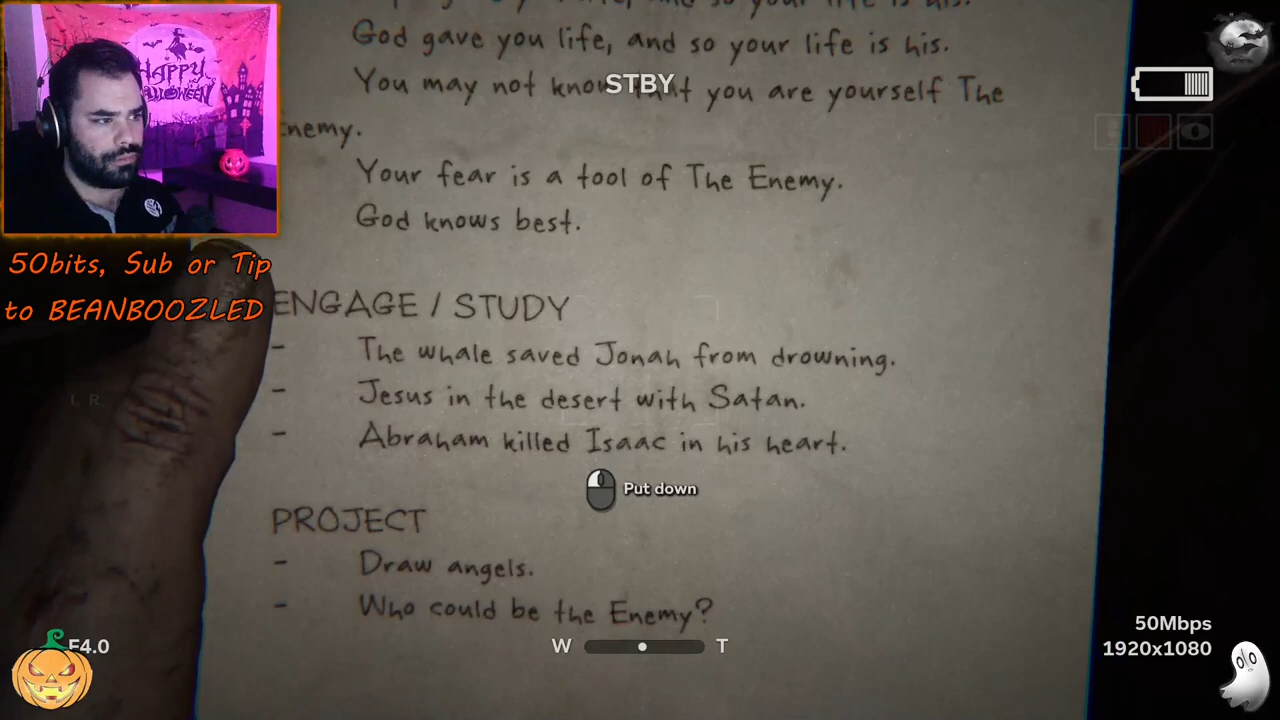 God gave you life, and so your life is his.
You may not know that you are yourself The
Enemy.
Your fear is a tool of The Enemy.
God knows best.
ENGAGE / STUDY
- The whale saved Jonah from drowning.
- Jesus in the desert with Satan.
- Abraham killed Isaac in his heart.
PROJECT
- Draw angels.
- Who could be the Enemy?
STBY
Put down
HAPPY
HALLOWEEN
50bits, Sub or Tip
to BEANBOOZLED
L R
F4.0
W T
50Mbps
1920x1080